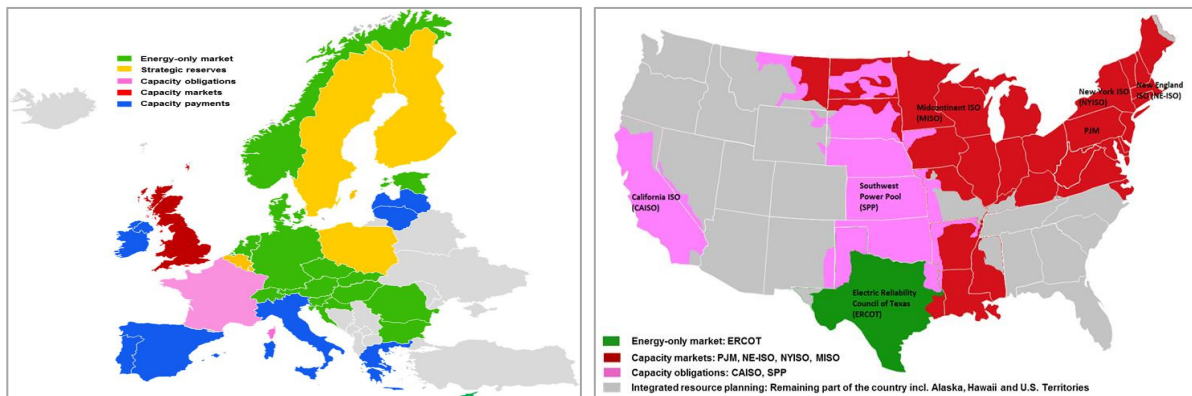 Energy-only market
Strategic reserves
Capacity obligations
Capacity markets
Capacity payments
Midcontinent ISO
(MISO)
New York ISO
(NYISO)
New England
ISO (NE-ISO)
PJM
California ISO
(CAISO)
Southwest
Power Pool
(SPP)
Electric Reliability
Council of Texas
(ERCOT)
Energy-only market: ERCOT
Capacity markets: PJM, NE-ISO, NYISO, MISO
Capacity obligations: CAISO, SPP
Integrated resource planning: Remaining part of the country incl. Alaska, Hawaii and U.S. Territories